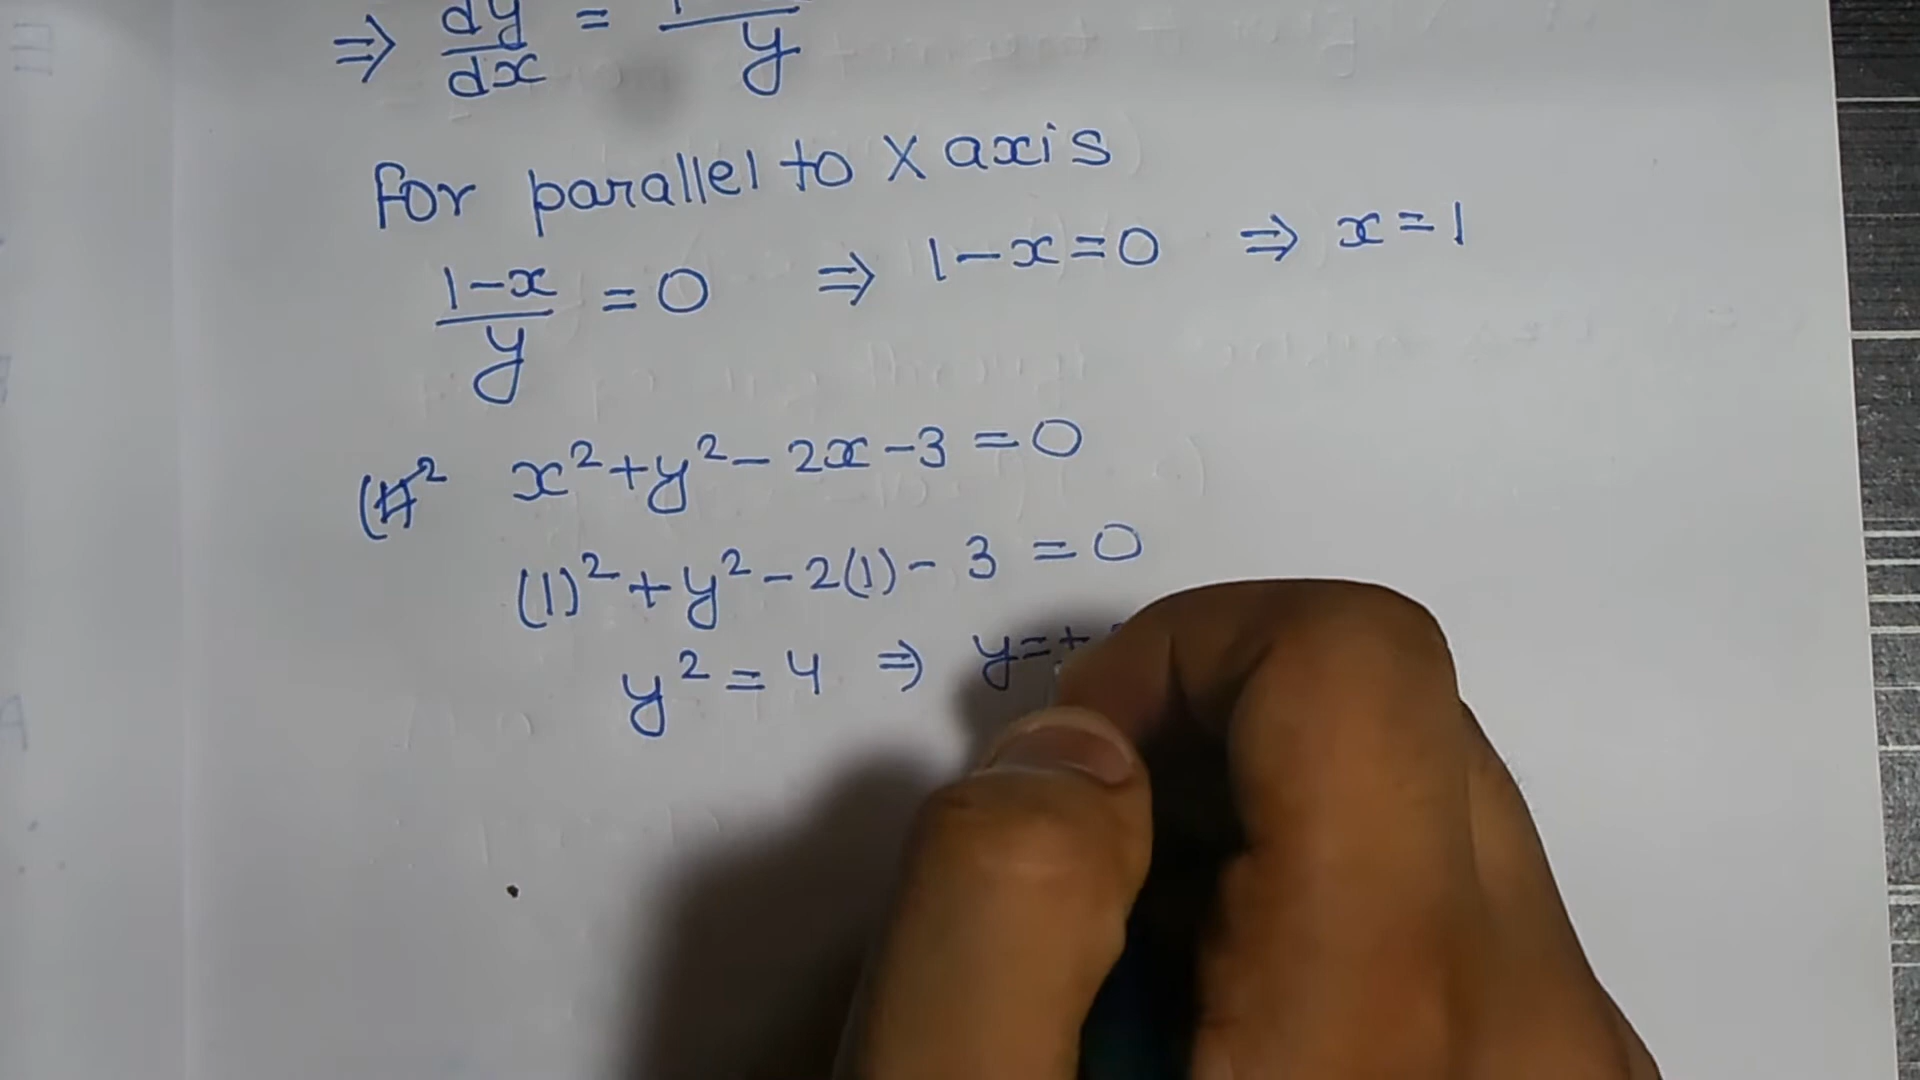 ⇒ dy/dx = 1-x/y
For parallel to X axis
1-x/y = 0 ⇒ 1-x=0 ⇒ x=1
x²+y²-2x-3=0
(1)²+y²-2(1)-3=0
y²=4 ⇒ y=±